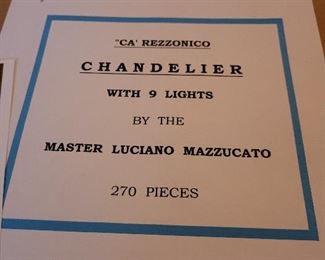 "CA' REZZONICO
CHANDELIER
WITH 9 LIGHTS
BY THE
MASTER LUCIANO MAZZUCATO
270 PIECES